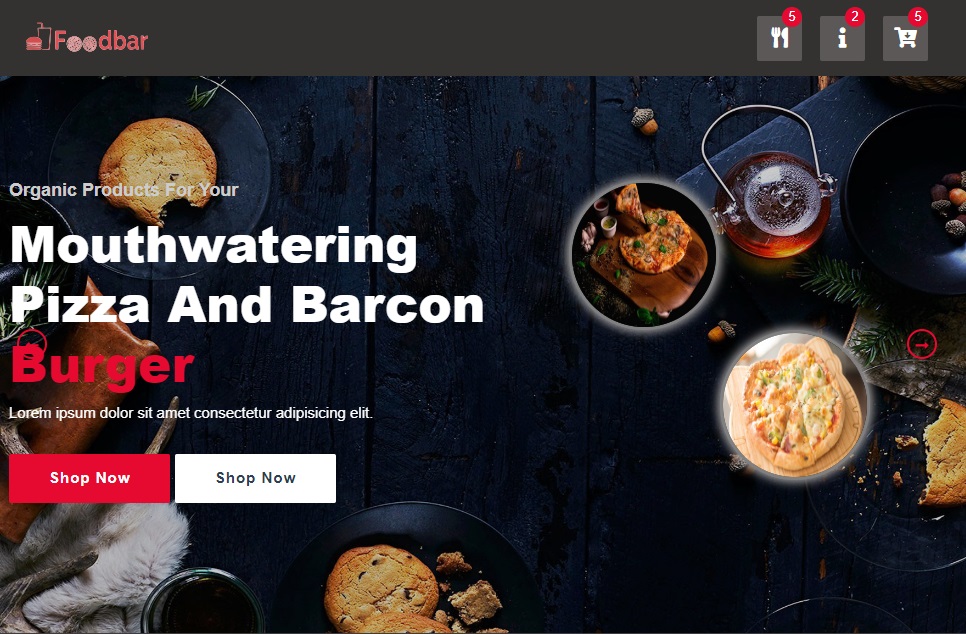 Foodbar
5
2
5
Organic Products For Your
Mouthwatering
Pizza And Barcon
Burger
Lorem ipsum dolor sit amet consectetur adipisicing elit.
Shop Now
Shop Now